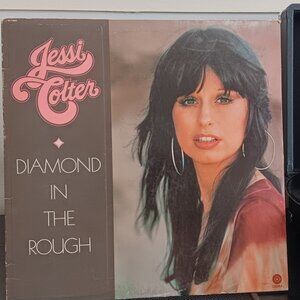 Jessi
Colter
DIAMOND
IN
THE
ROUGH